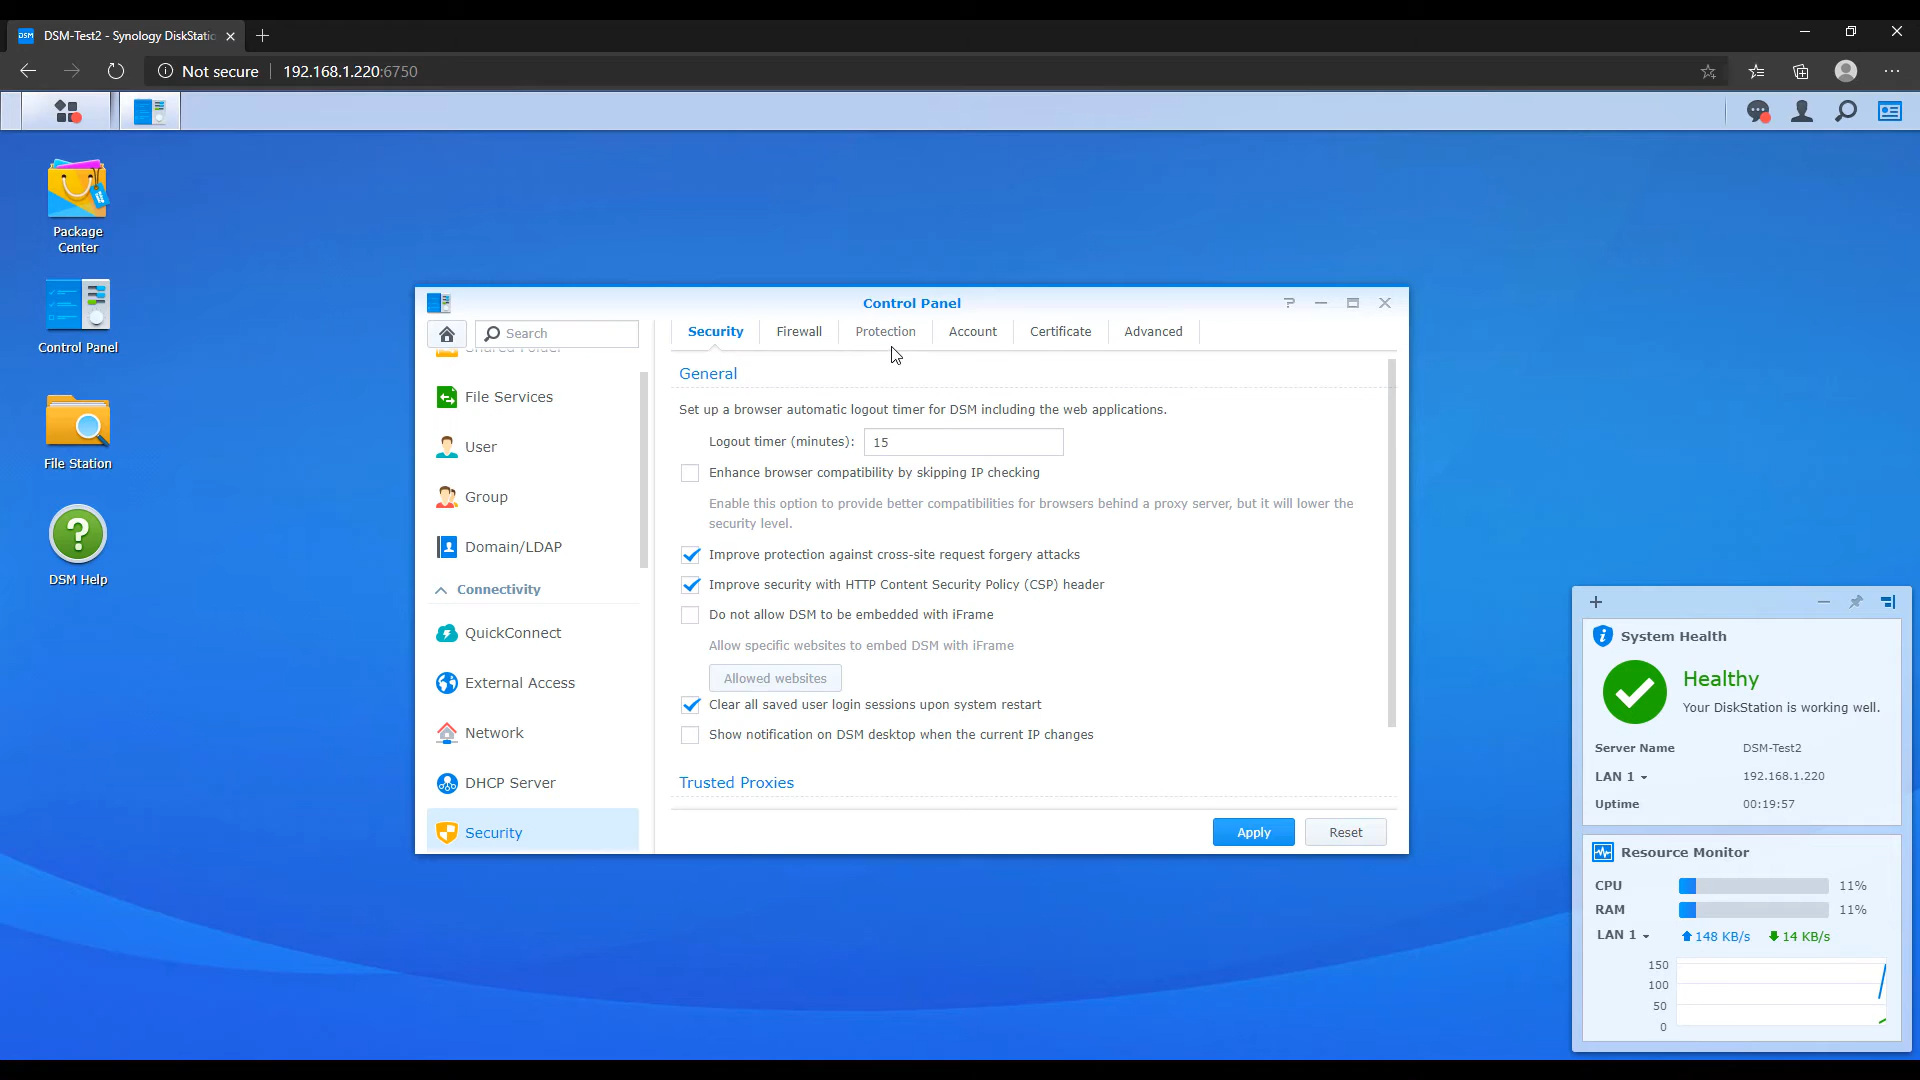 DSM-Test2 - Synology DiskStatio
Not secure 192.168.1.220:6750
Package
Center
Control Panel
File Station
DSM Help
Control Panel
Search
Shared Folder
File Services
User
Group
Domain/LDAP
Connectivity
QuickConnect
External Access
Network
DHCP Server
Security
Security Firewall Protection Account Certificate Advanced
General
Set up a browser automatic logout timer for DSM including the web applications.
Logout timer (minutes): 15
Enhance browser compatibility by skipping IP checking
Enable this option to provide better compatibilities for browsers behind a proxy server, but it will lower the
security level.
Improve protection against cross-site request forgery attacks
Improve security with HTTP Content Security Policy (CSP) header
Do not allow DSM to be embedded with iFrame
Allow specific websites to embed DSM with iFrame
Allowed websites
Clear all saved user login sessions upon system restart
Show notification on DSM desktop when the current IP changes
Trusted Proxies
Apply Reset
System Health
Healthy
Your DiskStation is working well.
Server Name DSM-Test2
LAN 1 192.168.1.220
Uptime 00:19:57
Resource Monitor
CPU 11%
RAM 11%
LAN 1 148 KB/s 14 KB/s
150
100
50
0